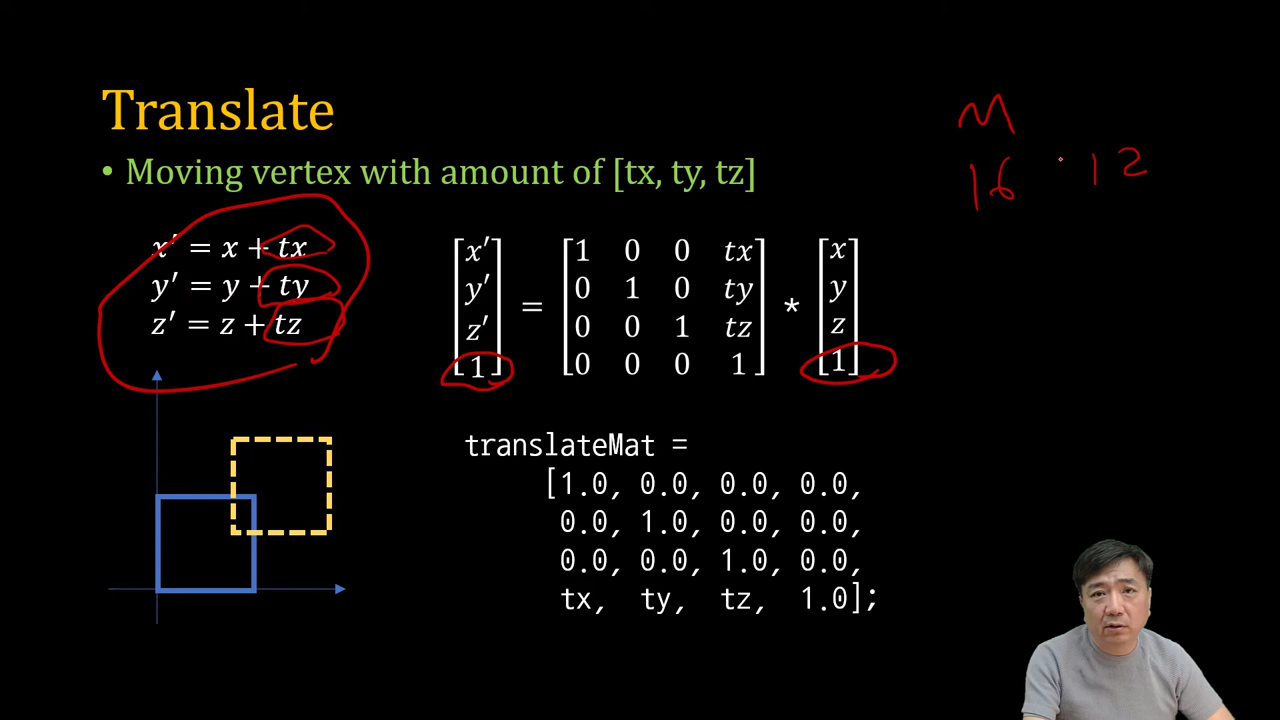 Translate
• Moving vertex with amount of [tx, ty, tz]
M
16 12
x′ = x + tx
y′ = y + ty
z′ = z + tz
[x′] = [1 0 0 tx] * [x]
[y′] [0 1 0 ty] [y]
[z′] [0 0 1 tz] [z]
[1] [0 0 0 1] [1]
translateMat =
[1.0, 0.0, 0.0, 0.0,
0.0, 1.0, 0.0, 0.0,
0.0, 0.0, 1.0, 0.0,
tx, ty, tz, 1.0];